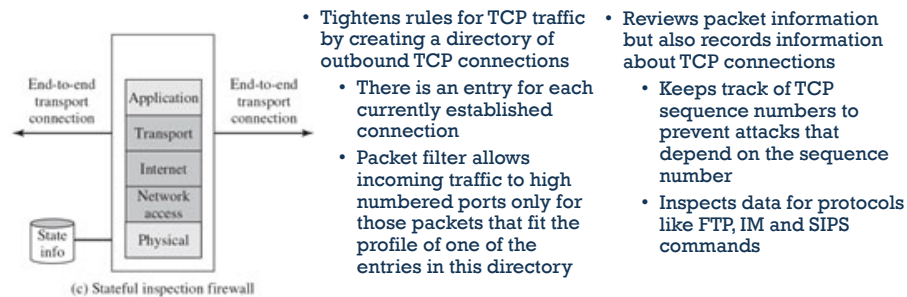 End-to-end
transport
connection
Application
Transport
Internet
Network
access
Physical
End-to-end
transport
connection
State
info
(c) Stateful inspection firewall
• Tightens rules for TCP traffic
by creating a directory of
outbound TCP connections
• There is an entry for each
currently established
connection
• Packet filter allows
incoming traffic to high
numbered ports only for
those packets that fit the
profile of one of the
entries in this directory
• Reviews packet information
but also records information
about TCP connections
• Keeps track of TCP
sequence numbers to
prevent attacks that
depend on the sequence
number
• Inspects data for protocols
like FTP, IM and SIPS
commands